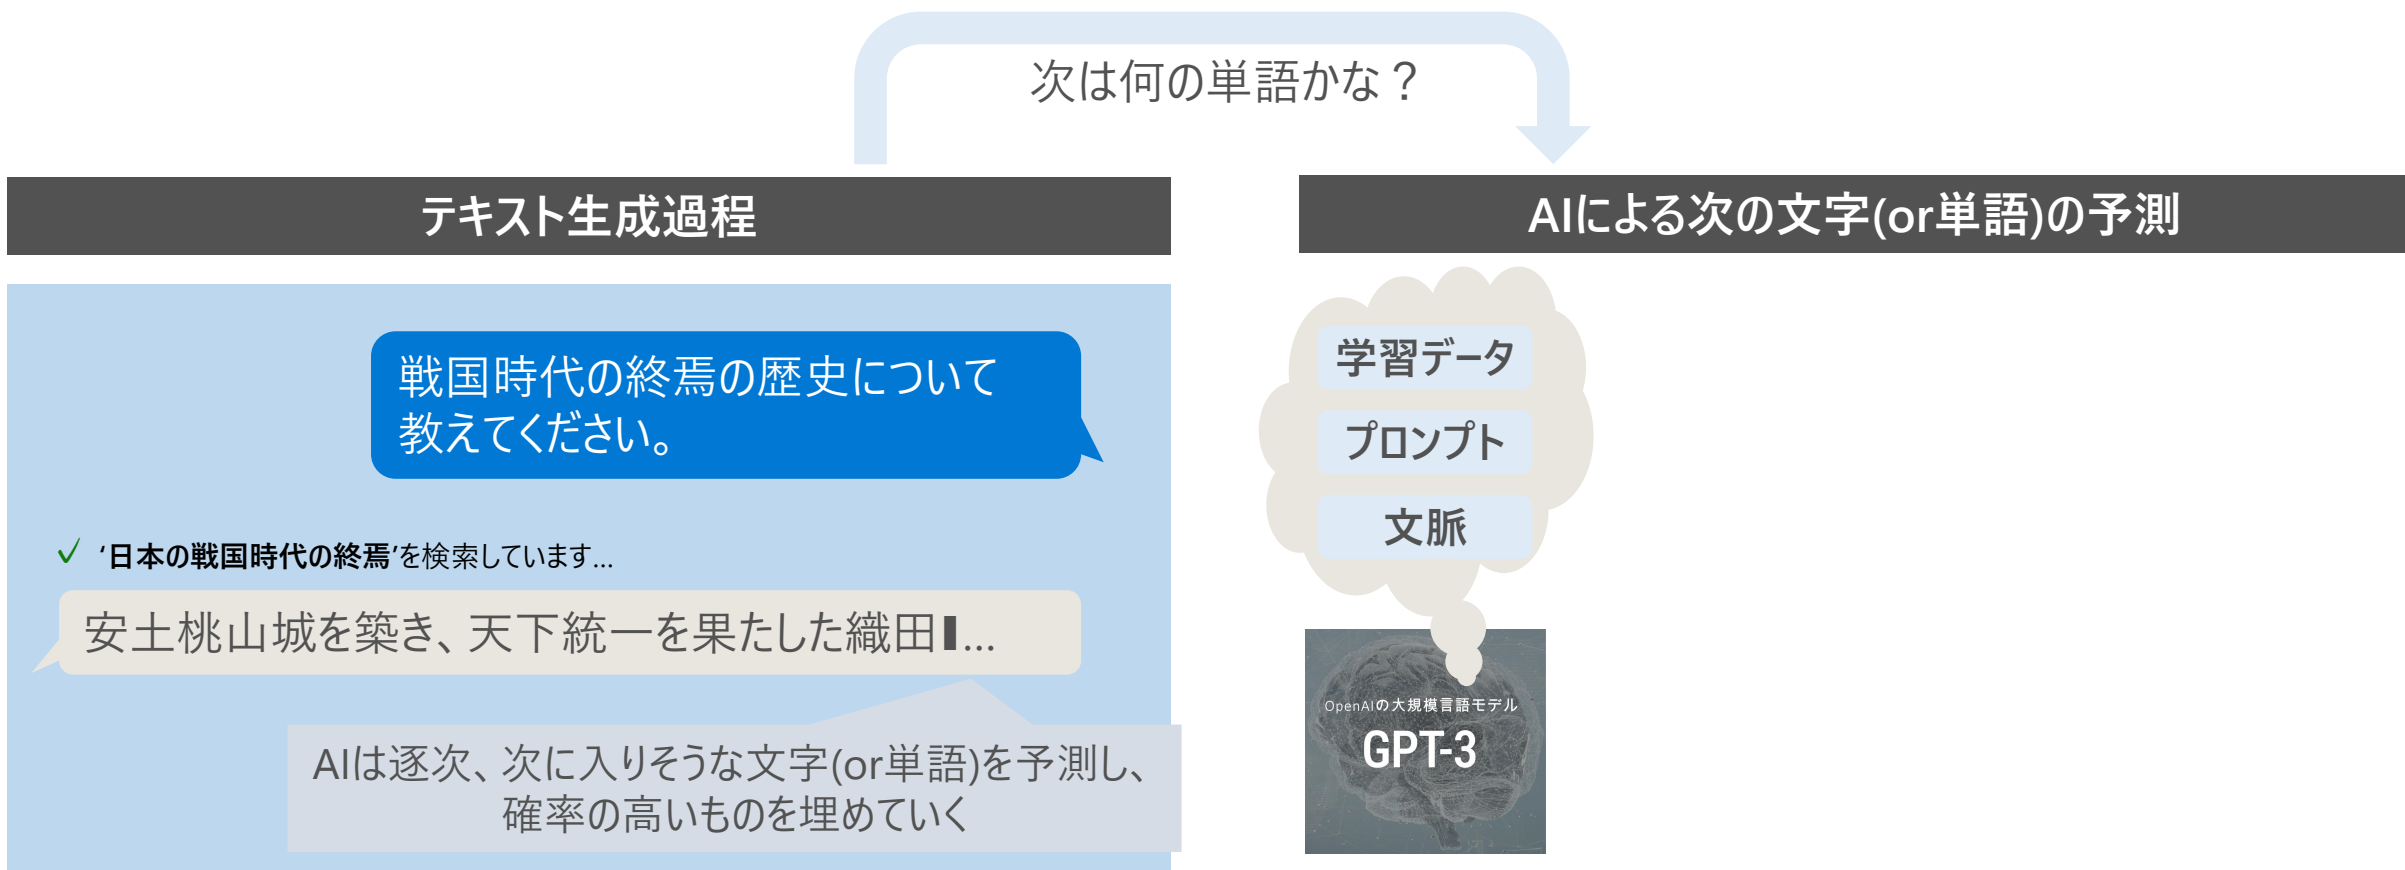 次は何の単語かな？
テキスト生成過程
AIによる次の文字(or単語)の予測
戦国時代の終焉の歴史について
教えてください。
‘日本の戦国時代の終焉’を検索しています...
安土桃山城を築き、天下統一を果たした織田▮...
AIは逐次、次に入りそうな文字(or単語)を予測し、
確率の高いものを埋めていく
学習データ
プロンプト
文脈
OpenAIの大規模言語モデル
GPT-3